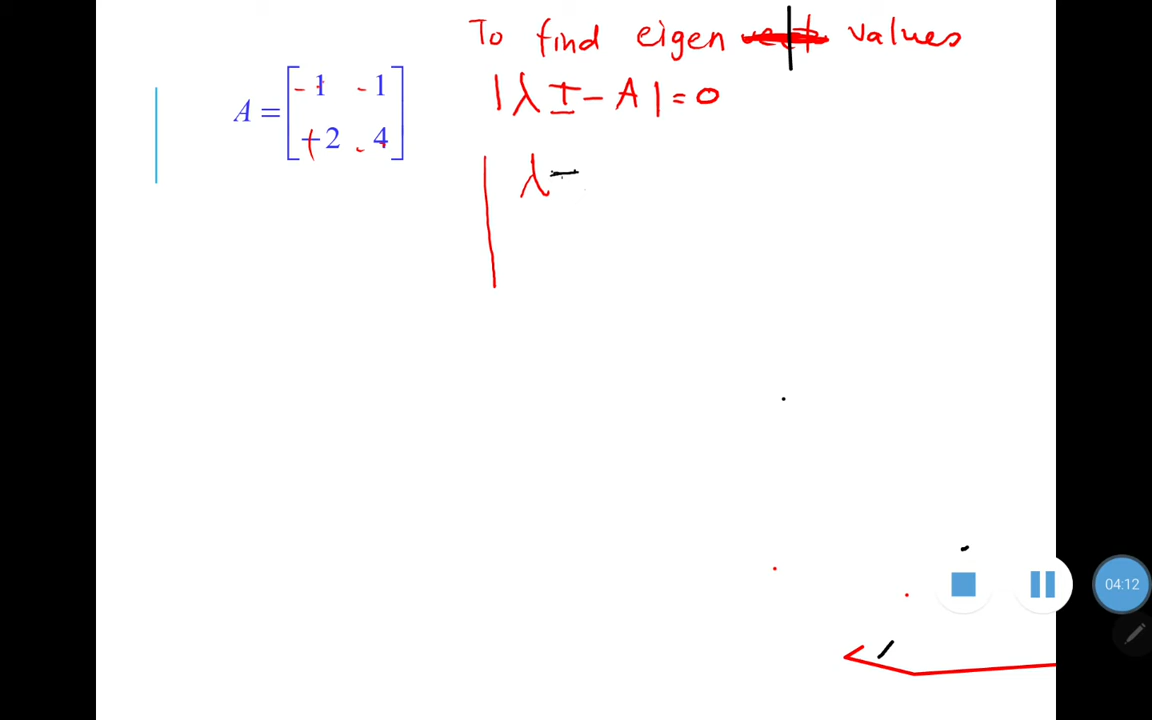 To find eigen values
|λI - A| = 0
A = [ -1 -1
+2 4 ]
| λ -
04:12